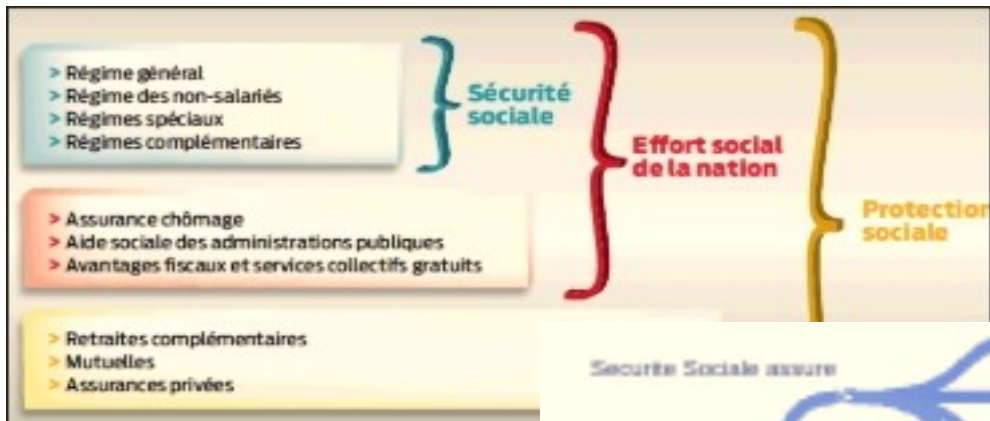 > Régime général
> Régime des non-salariés
> Régimes spéciaux
> Régimes complémentaires
Sécurité
sociale
> Assurance chômage
> Aide sociale des administrations publiques
> Avantages fiscaux et services collectifs gratuits
Effort social
de la nation
> Retraites complémentaires
> Mutuelles
> Assurances privées
Protection
sociale
Securite Sociale assure